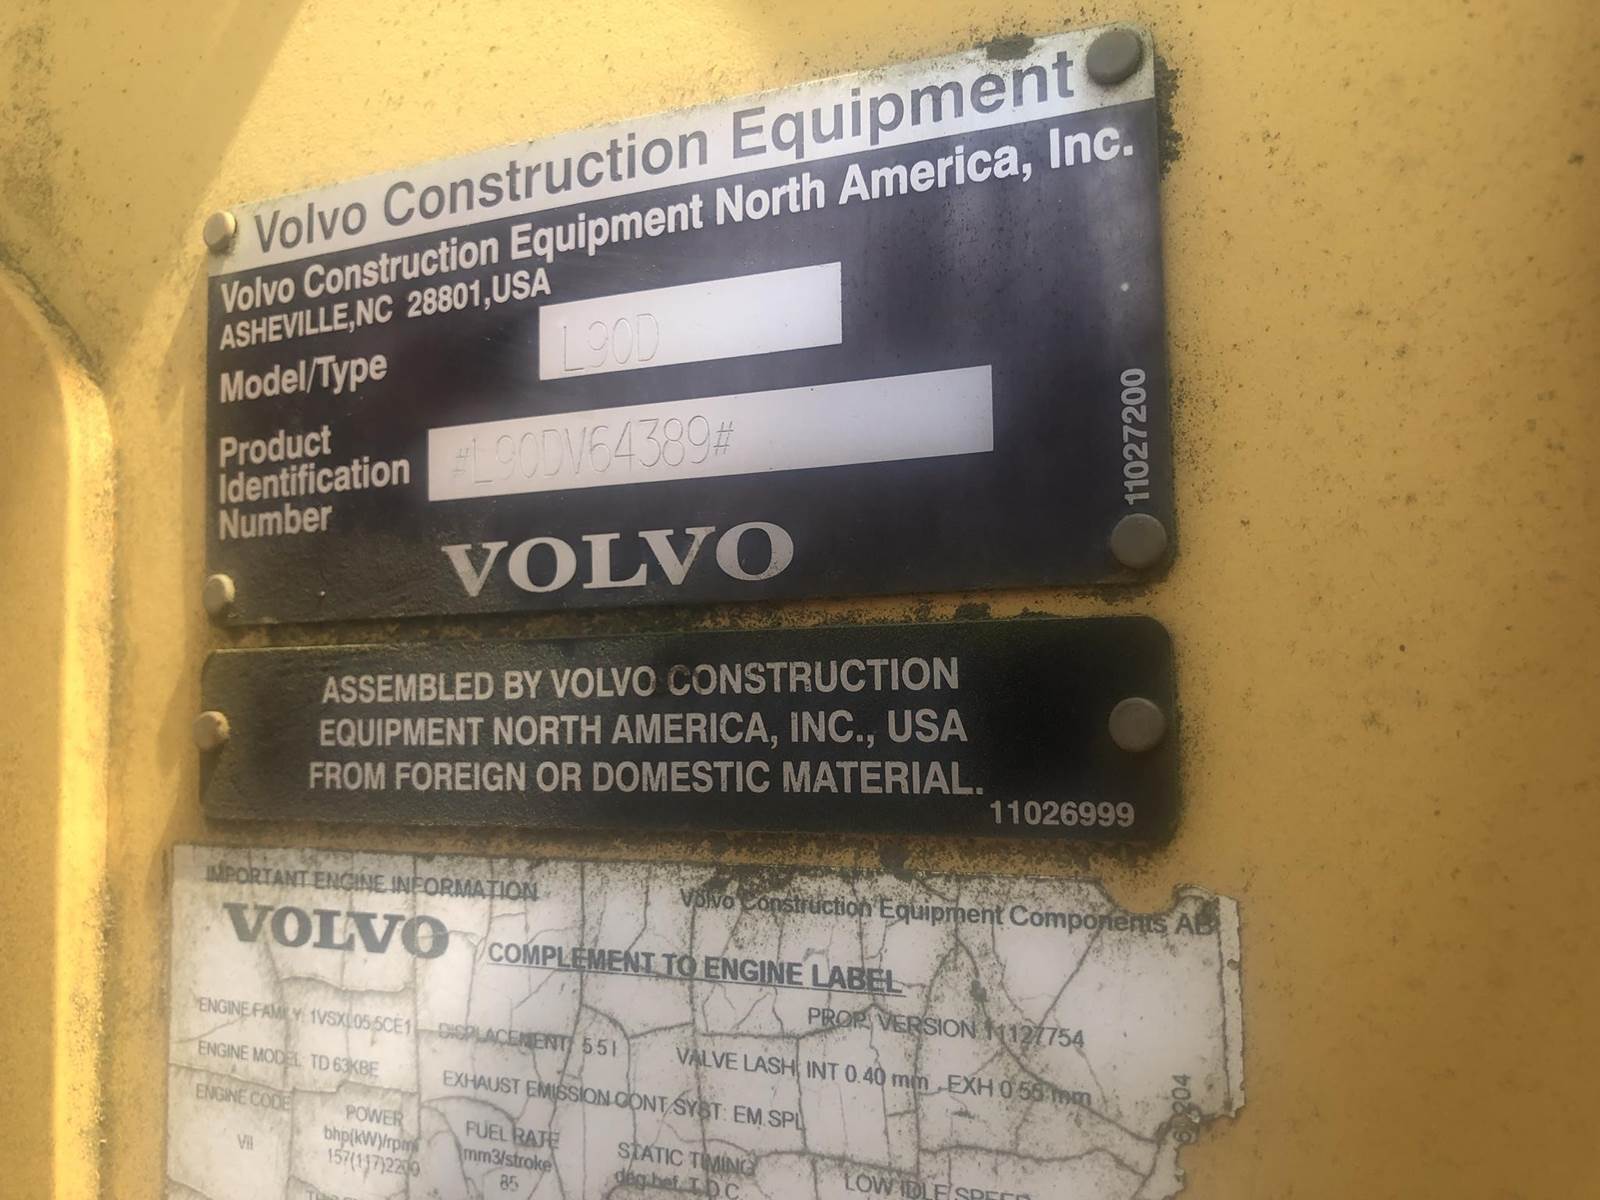 Volvo Construction Equipment
Volvo Construction Equipment North America, Inc.
ASHEVILLE,NC 28801,USA
Model/Type L90D
Product
Identification
Number
#L90DV64389#
VOLVO
11027200
ASSEMBLED BY VOLVO CONSTRUCTION
EQUIPMENT NORTH AMERICA, INC., USA
FROM FOREIGN OR DOMESTIC MATERIAL.
11026999
IMPORTANT ENGINE INFORMATION
Volvo Construction Equipment Components AB
VOLVO
COMPLEMENT TO ENGINE LABEL
PROP. VERSION 11127754
ENGINE FAMILY: 1VSXL05.5CE1
DISPLACEMENT: 5.5 l
VALVE LASH: INT 0.40 mm , EXH 0.55 mm
ENGINE MODEL TD 63KBE
EXHAUST EMISSION CONT SYST: EM.SPL
ENGINE CODE
VII
POWER
bhp(kW)/rpm
157(117)2200
FUEL RATE
mm3/stroke
85
STATIC TIMING
deg.bef. T.D.C.
LOW IDLE SPEED